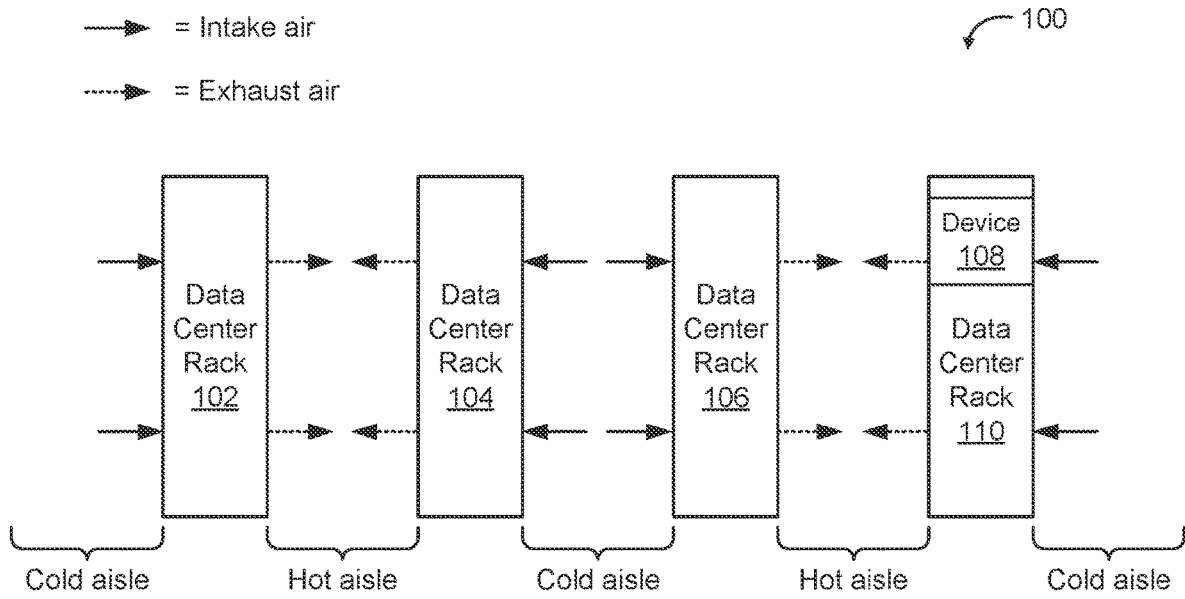 = Intake air
100
= Exhaust air
Data
Center
Rack
102
Data
Center
Rack
104
Data
Center
Rack
106
Device
108
Data
Center
Rack
110
Cold aisle
Hot aisle
Cold aisle
Hot aisle
Cold aisle